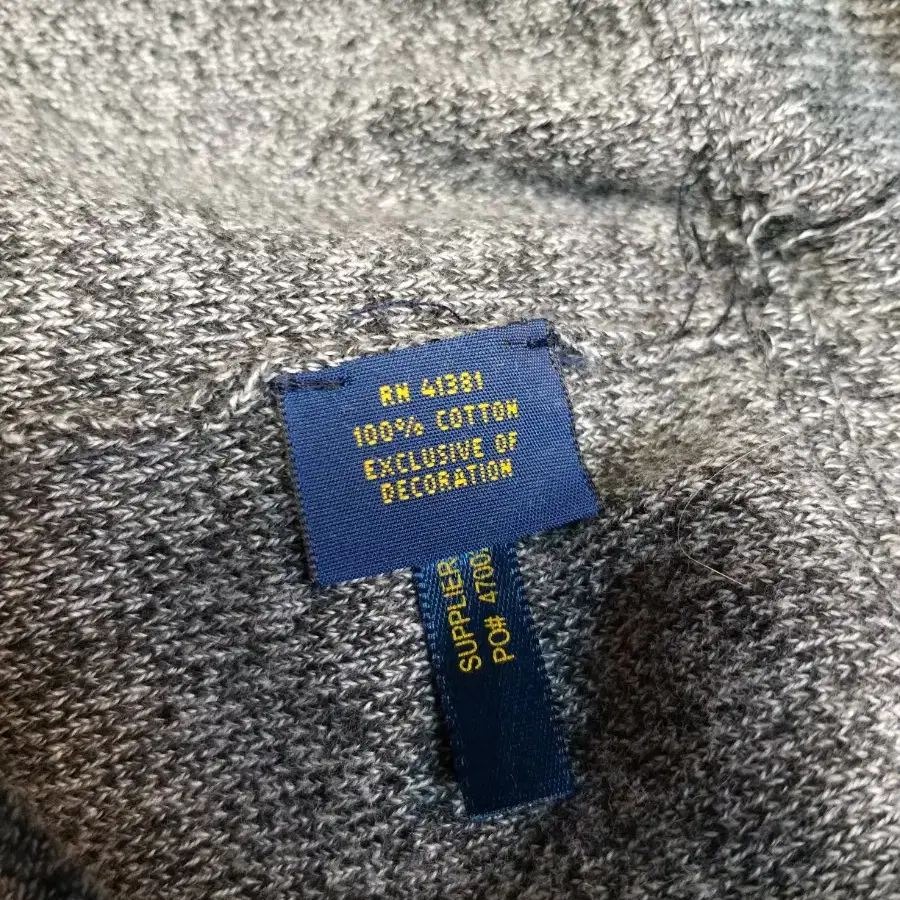 RN 41381
100% COTTON
EXCLUSIVE OF
DECORATION
SUPPLIER
PO# 4700